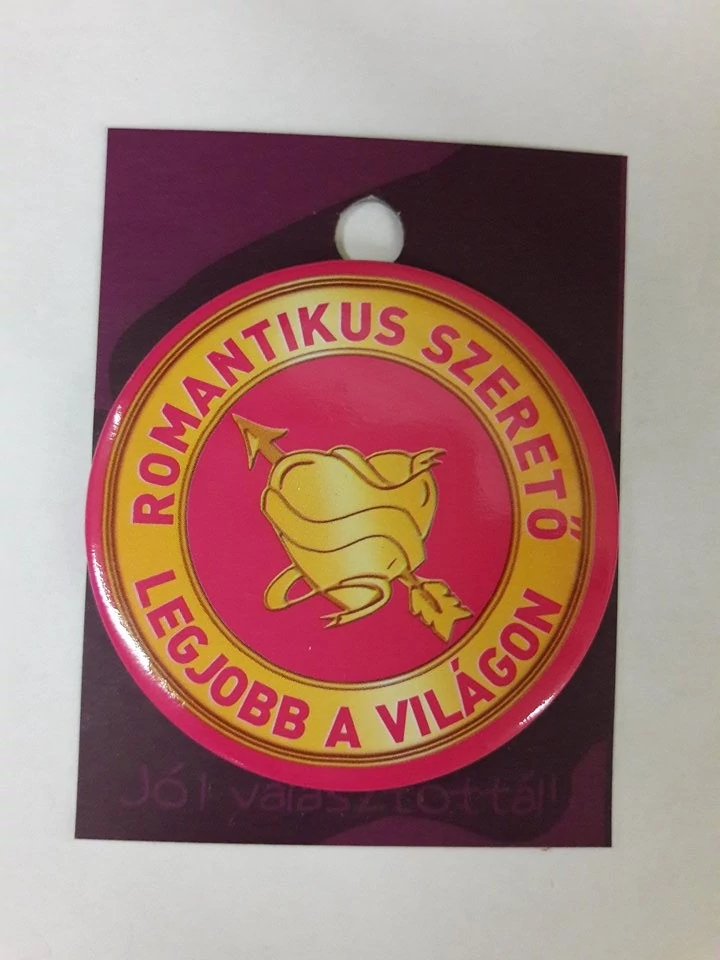 ROMANTIKUS SZERETŐ
LEGJOBB A VILÁGON
Jól választottál!